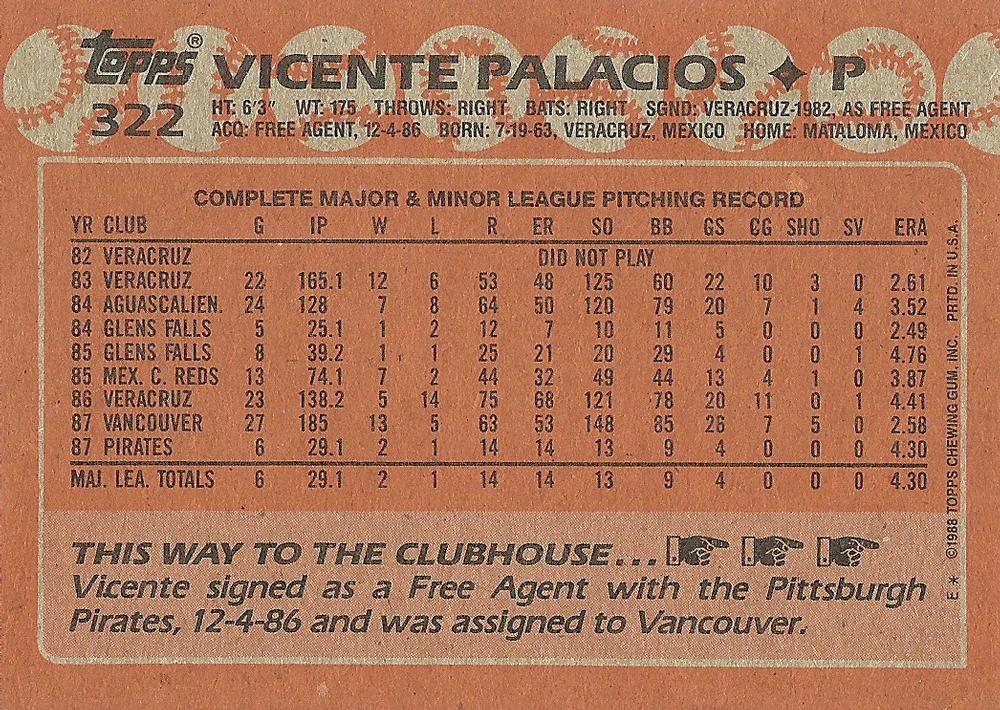 topps® VICENTE PALACIOS ✦ P
322
HT: 6'3" WT: 175 THROWS: RIGHT BATS: RIGHT SGND: VERACRUZ-1982, AS FREE AGENT
ACQ: FREE AGENT, 12-4-86 BORN: 7-19-63, VERACRUZ, MEXICO HOME: MATALOMA, MEXICO
COMPLETE MAJOR & MINOR LEAGUE PITCHING RECORD
YR CLUB G IP W L R ER SO BB GS CG SHO SV ERA
82 VERACRUZ DID NOT PLAY
83 VERACRUZ 22 165.1 12 6 53 48 125 60 22 10 3 0 2.61
84 AGUASCALIEN. 24 128 7 8 64 50 120 79 20 7 1 4 3.52
84 GLENS FALLS 5 25.1 1 2 12 7 10 11 5 0 0 0 2.49
85 GLENS FALLS 8 39.2 1 1 25 21 20 29 4 0 0 1 4.76
85 MEX. C. REDS 13 74.1 7 2 44 32 49 44 13 4 1 0 3.87
86 VERACRUZ 23 138.2 5 14 75 68 121 78 20 11 0 1 4.41
87 VANCOUVER 27 185 13 5 63 53 148 85 26 7 5 0 2.58
87 PIRATES 6 29.1 2 1 14 14 13 9 4 0 0 0 4.30
MAJ. LEA. TOTALS 6 29.1 2 1 14 14 13 9 4 0 0 0 4.30
THIS WAY TO THE CLUBHOUSE...
Vicente signed as a Free Agent with the Pittsburgh
Pirates, 12-4-86 and was assigned to Vancouver.
E. * ©1988 TOPPS CHEWING GUM, INC. PRTD. IN U.S.A.